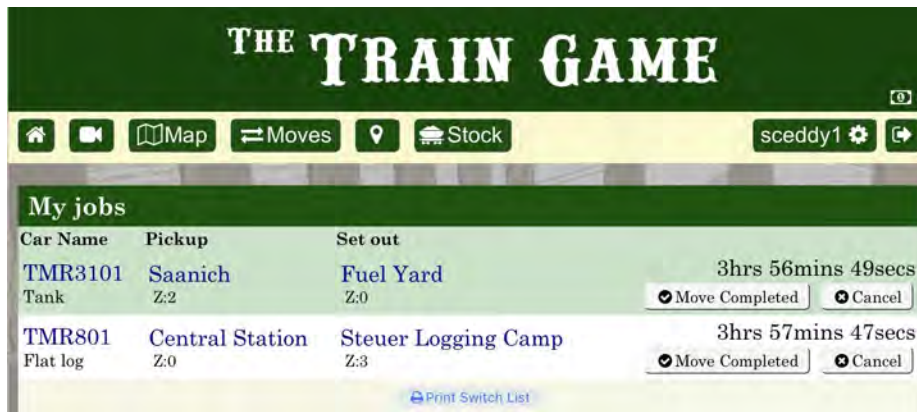 THE TRAIN GAME
0
Map Moves Stock sceddy1
My jobs
Car Name Pickup Set out
TMR3101 Saanich Fuel Yard 3hrs 56mins 49secs
Tank Z:2 Z:0 Move Completed Cancel
TMR801 Central Station Steuer Logging Camp 3hrs 57mins 47secs
Flat log Z:0 Z:3 Move Completed Cancel
Print Switch List